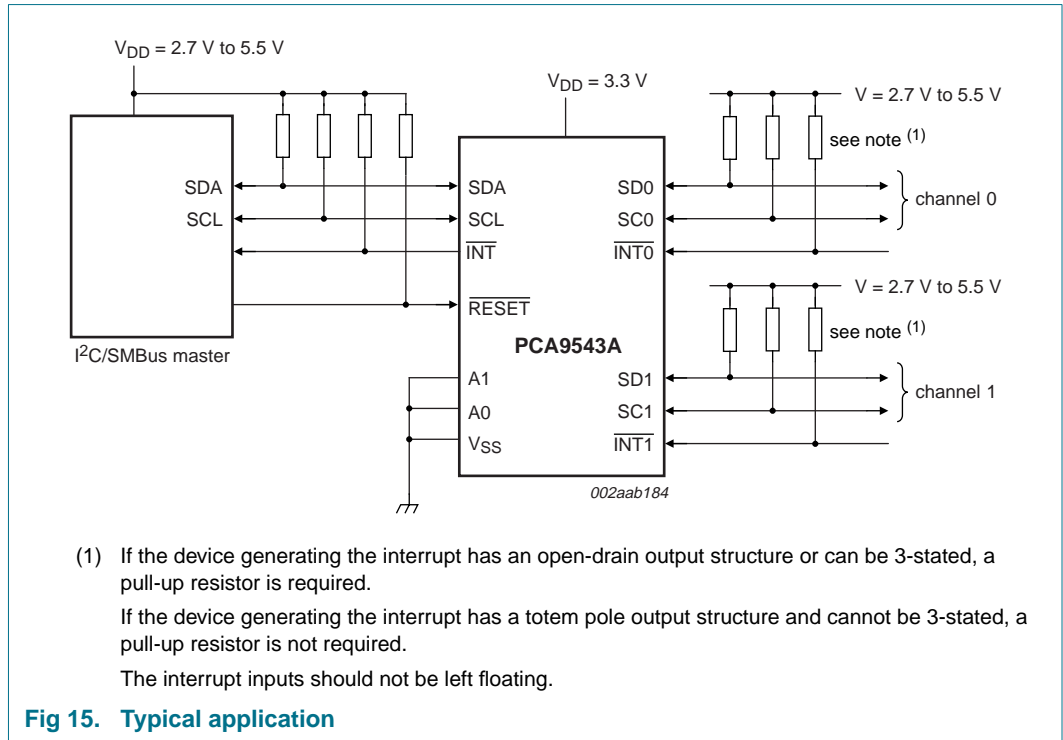 V_DD = 2.7 V to 5.5 V
V_DD = 3.3 V
V = 2.7 V to 5.5 V
see note (1)
SDA
SCL
SDA
SCL
INT
RESET
SD0
SC0
INT0
channel 0
V = 2.7 V to 5.5 V
see note (1)
I2C/SMBus master
PCA9543A
A1
A0
VSS
SD1
SC1
INT1
channel 1
002aab184
(1) If the device generating the interrupt has an open-drain output structure or can be 3-stated, a
pull-up resistor is required.
If the device generating the interrupt has a totem pole output structure and cannot be 3-stated, a
pull-up resistor is not required.
The interrupt inputs should not be left floating.
Fig 15. Typical application